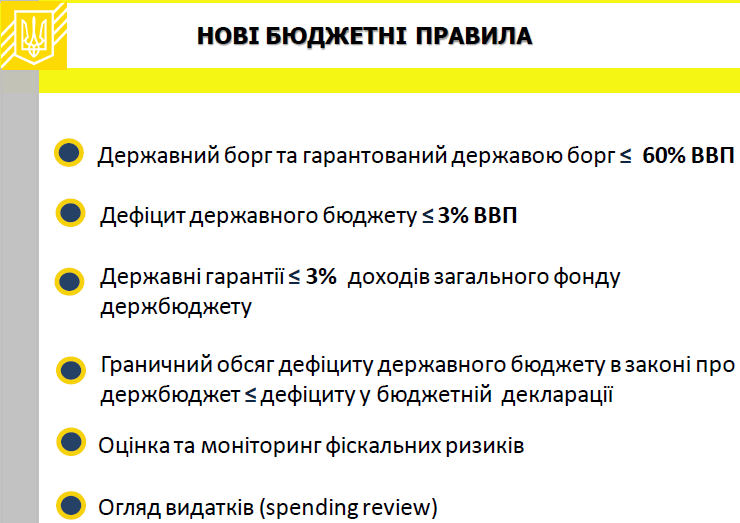 НОВІ БЮДЖЕТНІ ПРАВИЛА
Державний борг та гарантований державою борг ≤ 60% ВВП
Дефіцит державного бюджету ≤ 3% ВВП
Державні гарантії ≤ 3% доходів загального фонду
держбюджету
Граничний обсяг дефіциту державного бюджету в законі про
держбюджет ≤ дефіциту у бюджетній декларації
Оцінка та моніторинг фіскальних ризиків
Огляд видатків (spending review)